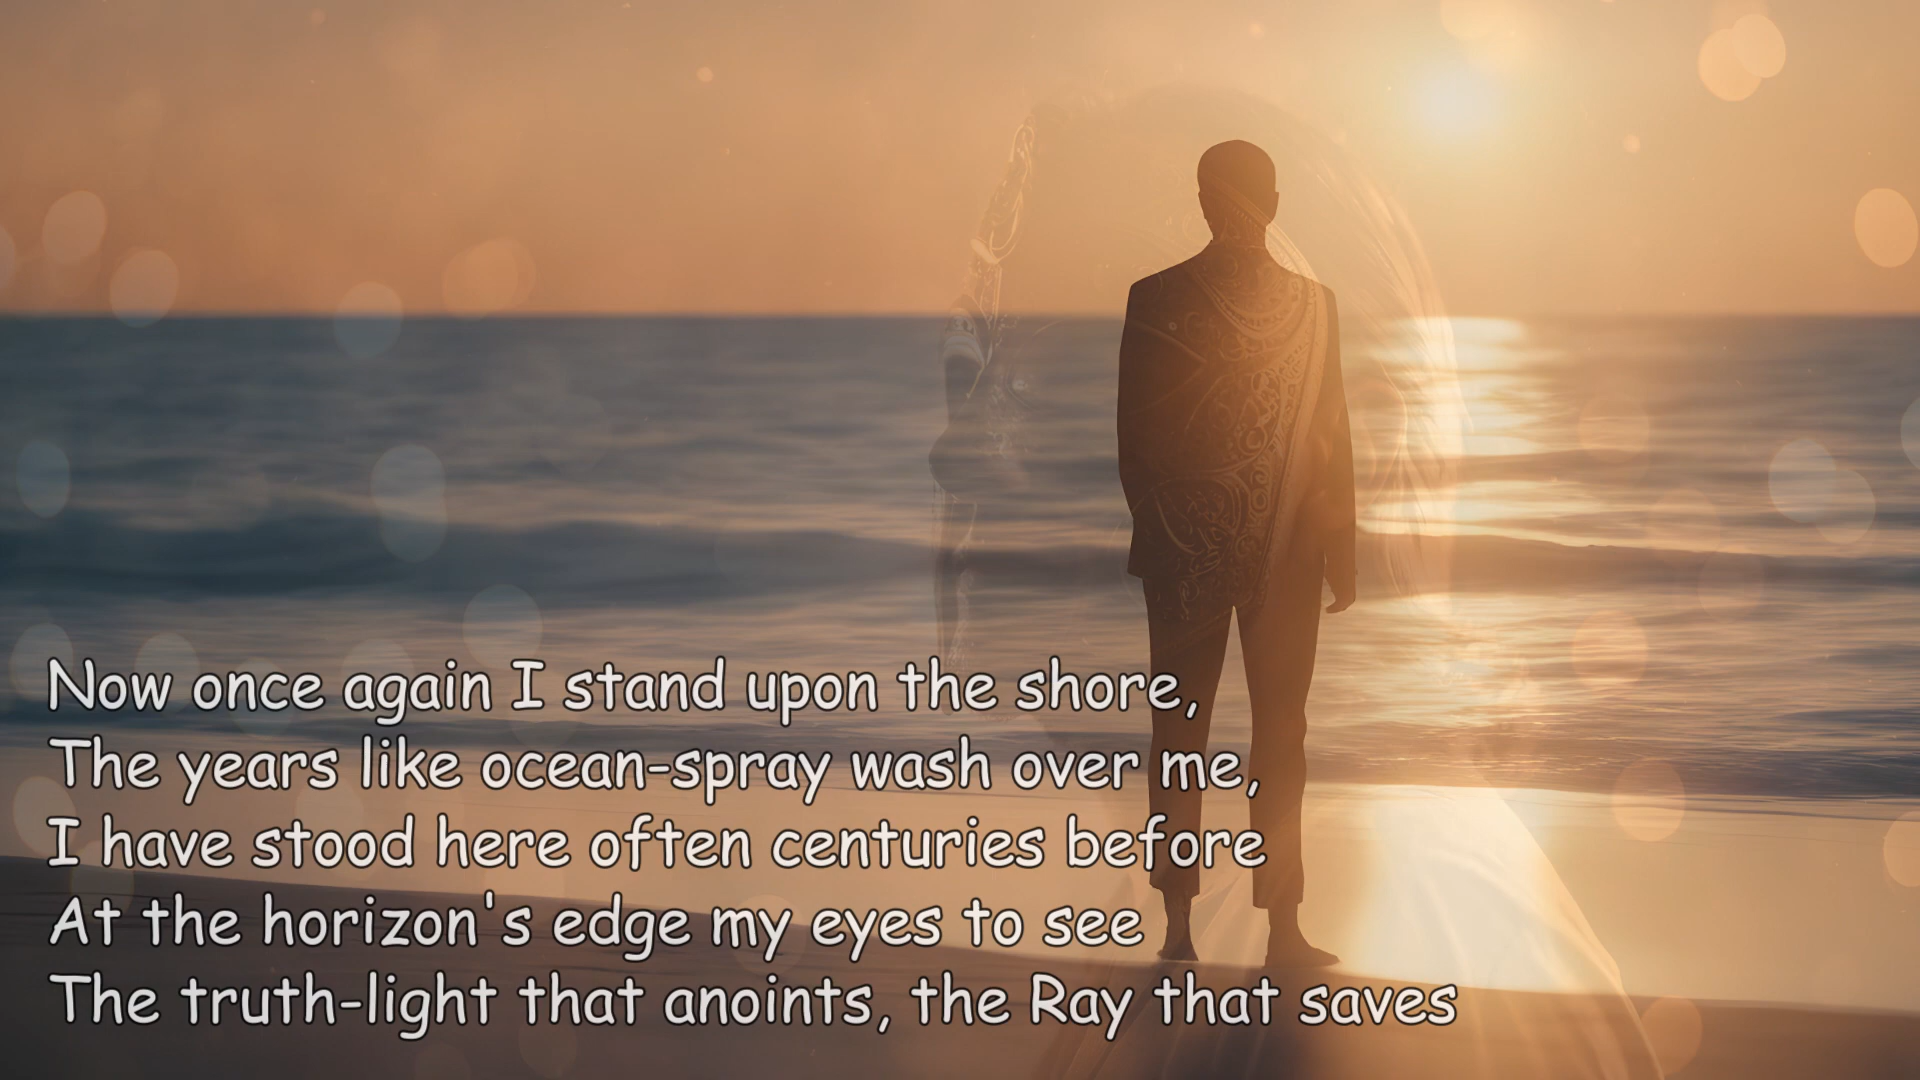 Now once again I stand upon the shore,
The years like ocean-spray wash over me,
I have stood here often centuries before
At the horizon's edge my eyes to see
The truth-light that anoints, the Ray that saves